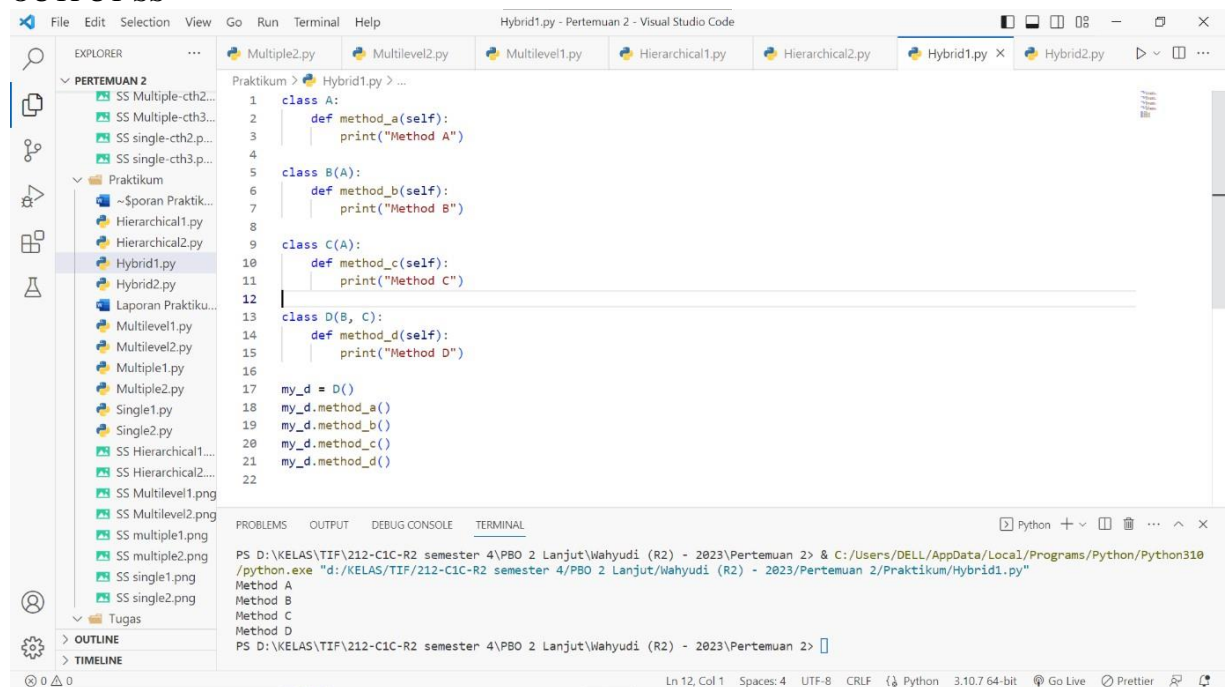 OUTPUT SS
File Edit Selection View Go Run Terminal Help
Hybrid1.py - Pertemuan 2 - Visual Studio Code
EXPLORER ...
PERTEMUAN 2
SS Multiple-cth2...
SS Multiple-cth3...
SS single-cth2.p...
SS single-cth3.p...
Praktikum
~$poran Praktik...
Hierarchical1.py
Hierarchical2.py
Hybrid1.py
Hybrid2.py
Laporan Praktiku...
Multilevel1.py
Multilevel2.py
Multiple1.py
Multiple2.py
Single1.py
Single2.py
SS Hierarchical1....
SS Hierarchical2....
SS Multilevel1.png
SS Multilevel2.png
SS multiple1.png
SS multiple2.png
SS single1.png
SS single2.png
Tugas
OUTLINE
TIMELINE
Multiple2.py Multilevel2.py Multilevel1.py Hierarchical1.py Hierarchical2.py Hybrid1.py Hybrid2.py
Praktikum > Hybrid1.py > ...
1 class A:
2 def method_a(self):
3 print("Method A")
4
5 class B(A):
6 def method_b(self):
7 print("Method B")
8
9 class C(A):
10 def method_c(self):
11 print("Method C")
12
13 class D(B, C):
14 def method_d(self):
15 print("Method D")
16
17 my_d = D()
18 my_d.method_a()
19 my_d.method_b()
20 my_d.method_c()
21 my_d.method_d()
22
PROBLEMS OUTPUT DEBUG CONSOLE TERMINAL
Python
PS D:\KELAS\TIF\212-C1C-R2 semester 4\PBO 2 Lanjut\Wahyudi (R2) - 2023\Pertemuan 2> & C:/Users/DELL/AppData/Local/Programs/Python/Python310
/python.exe "d:/KELAS/TIF/212-C1C-R2 semester 4/PBO 2 Lanjut/Wahyudi (R2) - 2023/Pertemuan 2/Praktikum/Hybrid1.py"
Method A
Method B
Method C
Method D
PS D:\KELAS\TIF\212-C1C-R2 semester 4\PBO 2 Lanjut\Wahyudi (R2) - 2023\Pertemuan 2>
0 0 Ln 12, Col 1 Spaces: 4 UTF-8 CRLF Python 3.10.7 64-bit Go Live Prettier